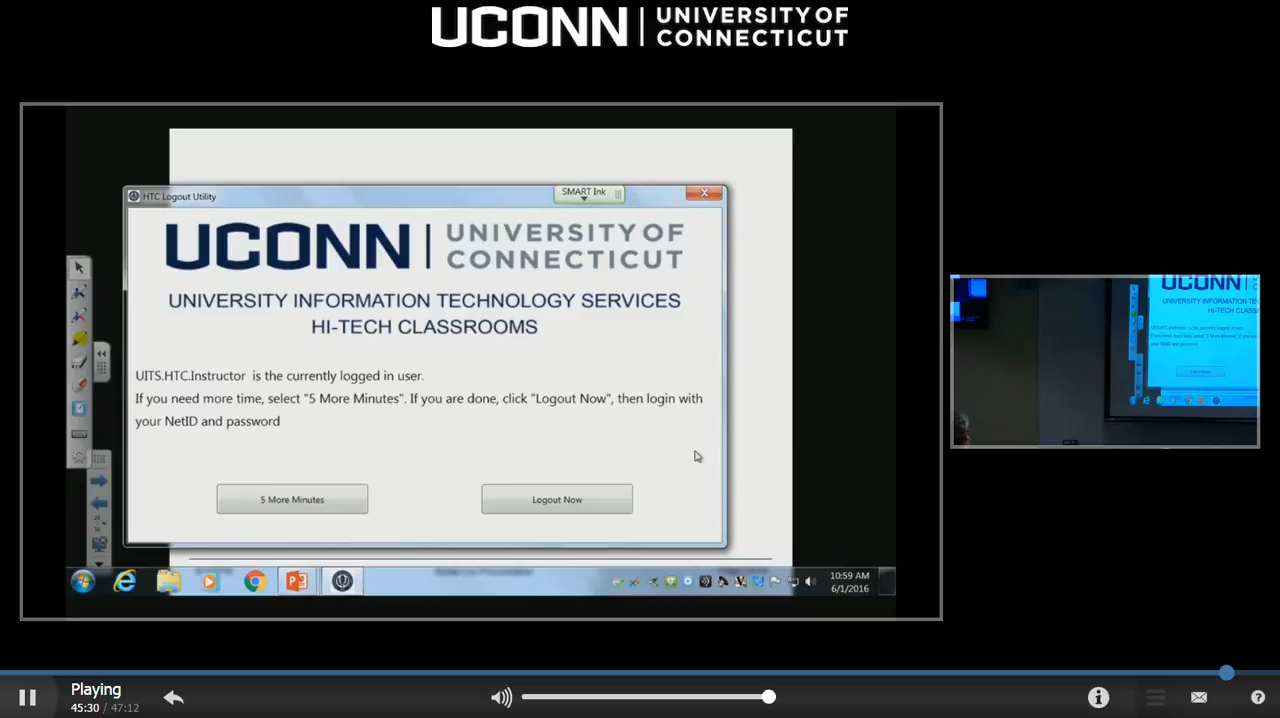 UCONN | UNIVERSITY OF
CONNECTICUT
HTC Logout Utility
SMART Ink
UCONN | UNIVERSITY OF
CONNECTICUT
UNIVERSITY INFORMATION TECHNOLOGY SERVICES
HI-TECH CLASSROOMS
UITS.HTC.Instructor is the currently logged in user.
If you need more time, select "5 More Minutes". If you are done, click "Logout Now", then login with
your NetID and password
5 More Minutes
Logout Now
10:59 AM
6/1/2016
UCONN
UNIVERSITY INFORMATION TE
HI-TECH CLASSR
Playing
45:30 / 47:12